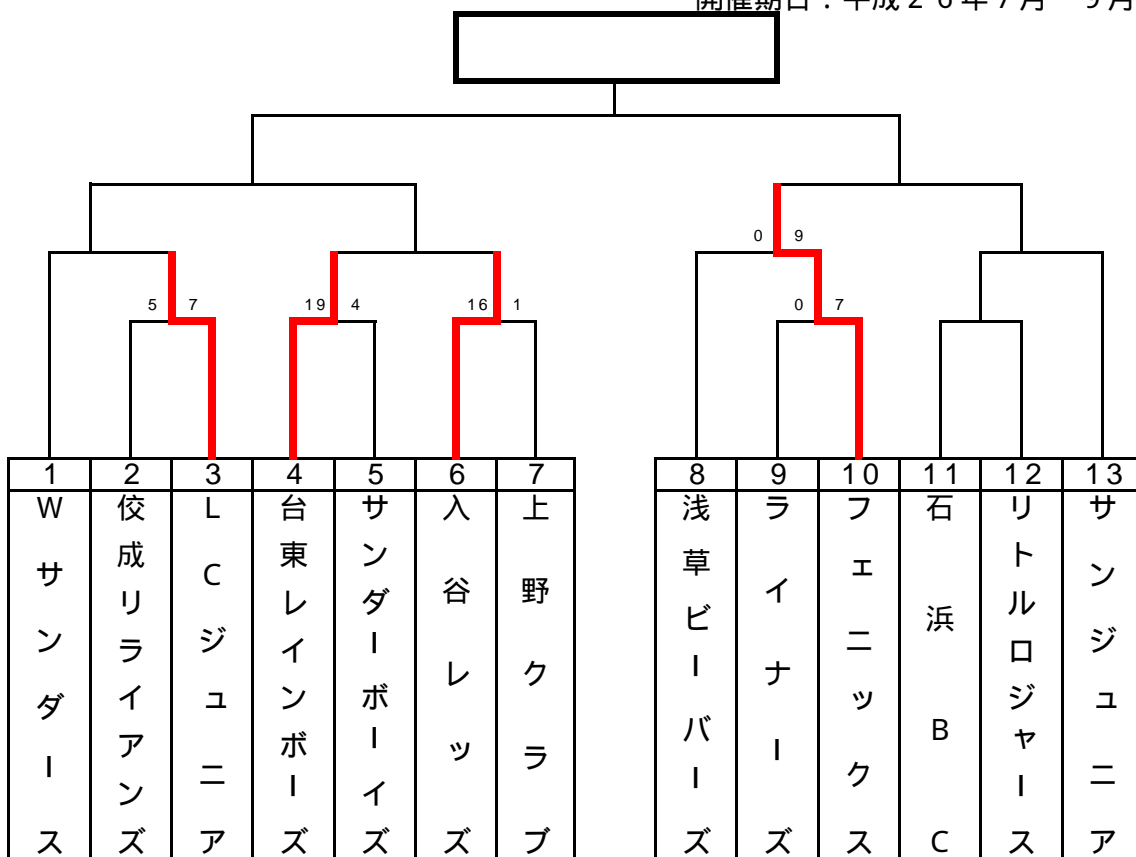 開催期日：平成２６年７月　９月
0 9
5 7
19 4
16 1
0 7
1 2 3 4 5 6 7 8 9 10 11 12 13
Wサンダース
佼成リライアンズ
LCジュニア
台東レインボーズ
サンダーボーイズ
入谷レッズ
上野クラブ
浅草ビーバーズ
ライナーズ
フェニックス
石浜BC
リトルロジャース
サンジュニア